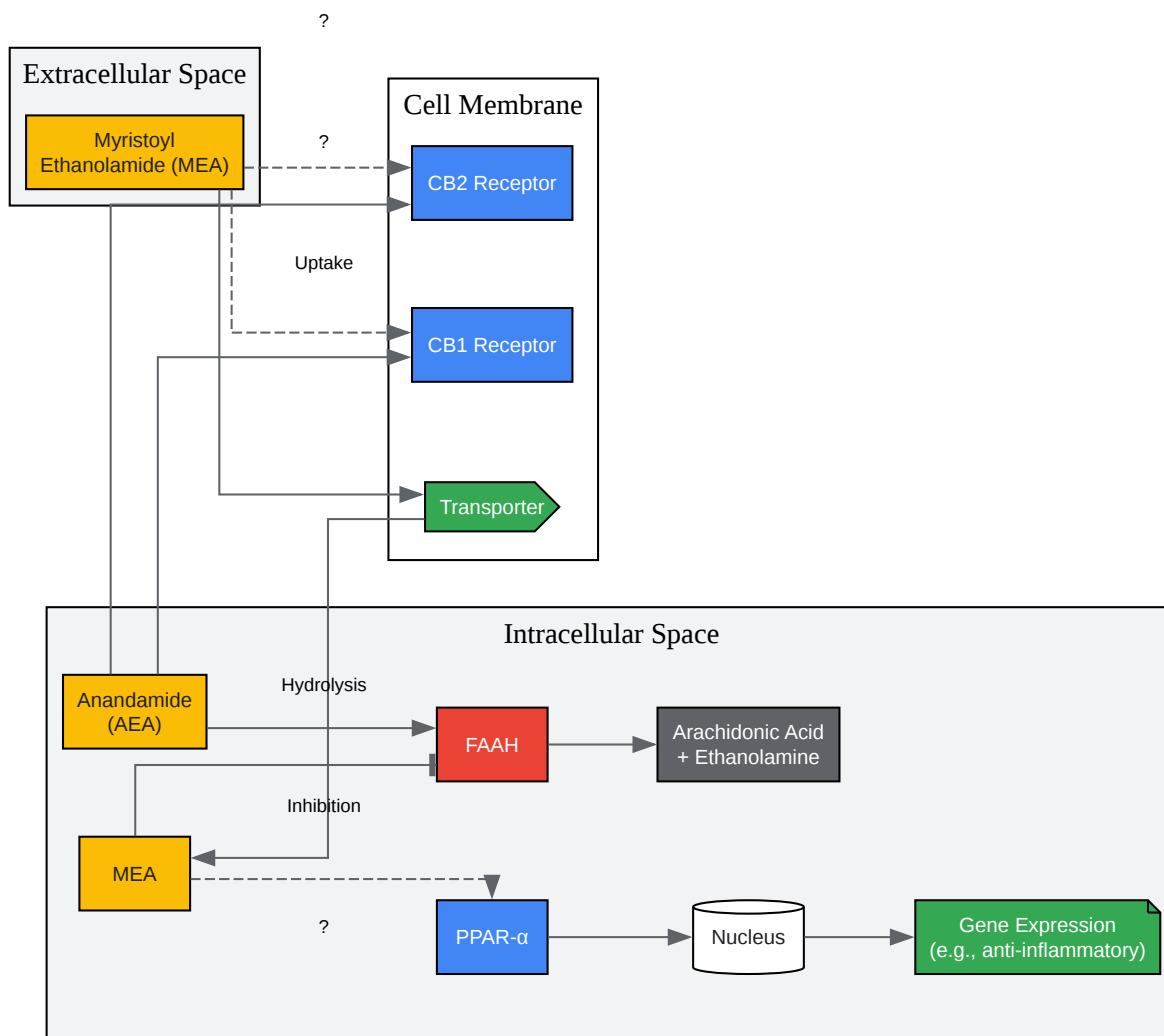 ?
Extracellular Space
Cell Membrane
Myristoyl
Ethanolamide (MEA)
?
CB2 Receptor
Uptake
CB1 Receptor
Transporter
Intracellular Space
Hydrolysis
Anandamide
(AEA)
FAAH
Arachidonic Acid
+ Ethanolamine
Inhibition
MEA
?
PPAR-α
Nucleus
Gene Expression
(e.g., anti-inflammatory)